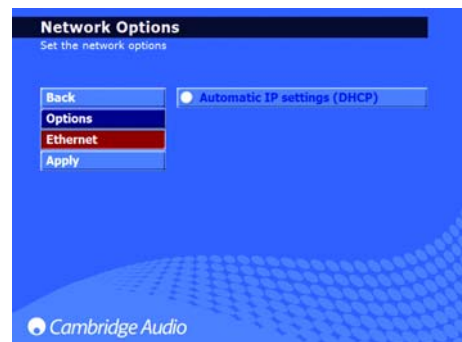 Network Options
Set the network options
Back
Automatic IP settings (DHCP)
Options
Ethernet
Apply
Cambridge Audio